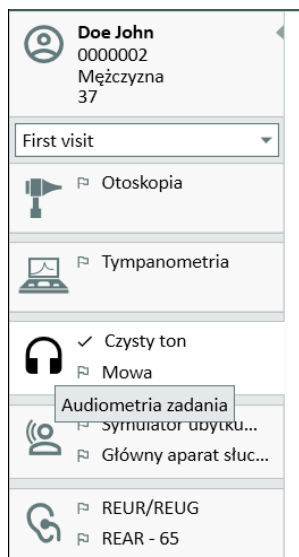 Doe John
0000002
Mężczyzna
37
First visit
Otoskopia
Tympanometria
Czysty ton
Mowa
Audiometria zadania
Symulator ubytku...
Główny aparat słuc...
REUR/REUG
REAR - 65